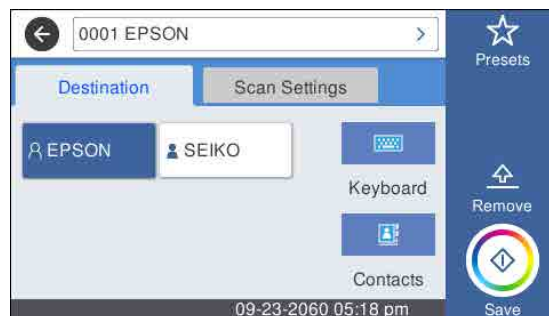 0001 EPSON
Presets
Destination
Scan Settings
EPSON
SEIKO
Keyboard
Remove
Contacts
09-23-2060 05:18 pm
Save